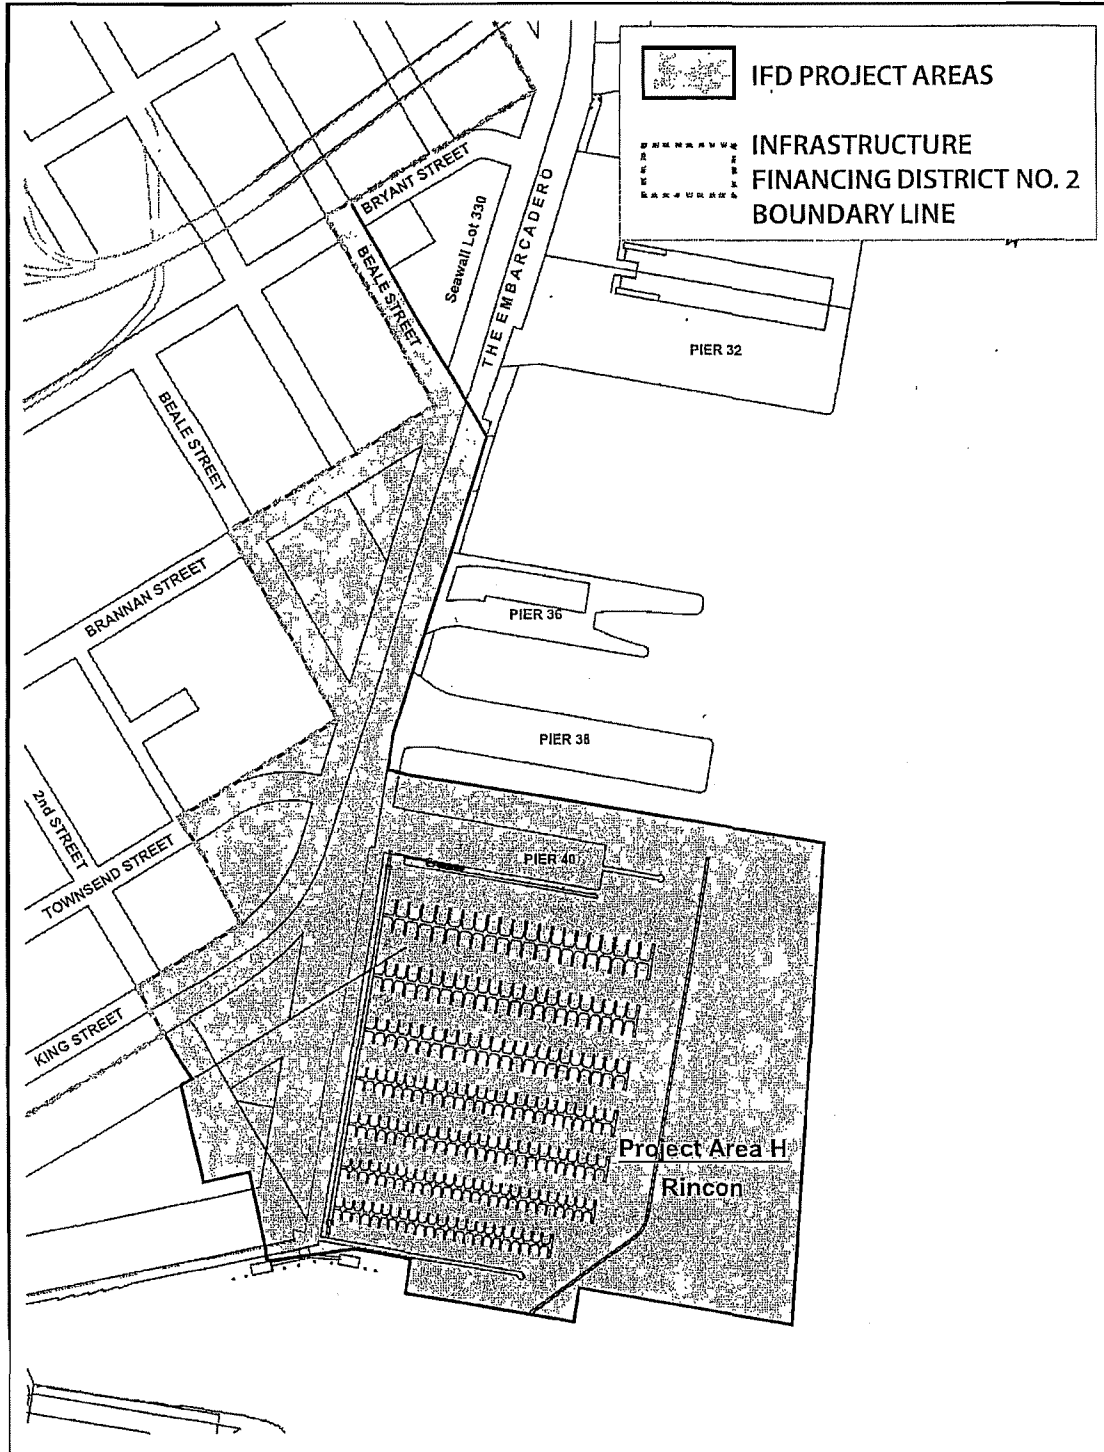 IFD PROJECT AREAS
INFRASTRUCTURE
FINANCING DISTRICT NO. 2
BOUNDARY LINE
BRYANT STREET
Seawall Lot 330
THE EMBARCADERO
BEALE STREET
PIER 32
BEALE STREET
BRANNAN STREET
PIER 36
PIER 38
2nd STREET
TOWNSEND STREET
PIER 40
KING STREET
Project Area H
Rincon